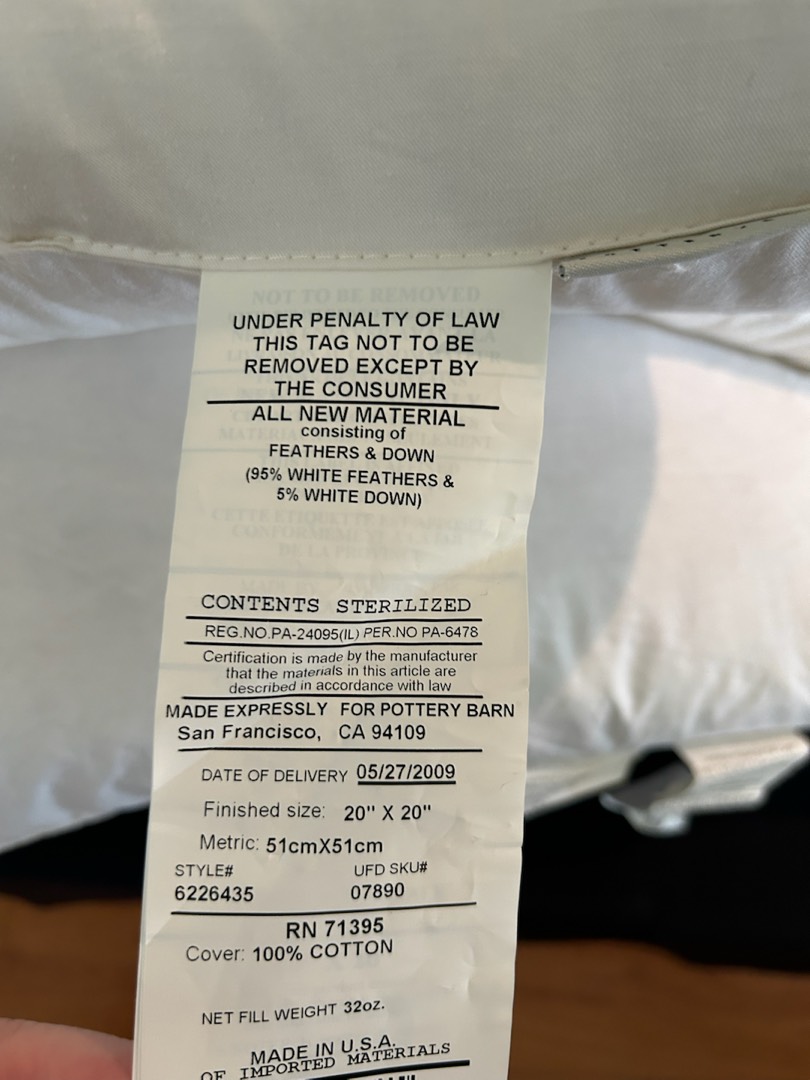 NOT TO BE REMOVED
UNDER PENALTY OF LAW
THIS TAG NOT TO BE
REMOVED EXCEPT BY
THE CONSUMER
ALL NEW MATERIAL
consisting of
FEATHERS & DOWN
(95% WHITE FEATHERS &
5% WHITE DOWN)
CONTENTS STERILIZED
REG.NO.PA-24095(IL) PER.NO PA-6478
Certification is made by the manufacturer
that the materials in this article are
described in accordance with law
MADE EXPRESSLY FOR POTTERY BARN
San Francisco, CA 94109
DATE OF DELIVERY 05/27/2009
Finished size: 20" X 20"
Metric: 51cmX51cm
STYLE# UFD SKU#
6226435 07890
RN 71395
Cover: 100% COTTON
NET FILL WEIGHT 32oz.
MADE IN U.S.A.
OF IMPORTED MATERIALS